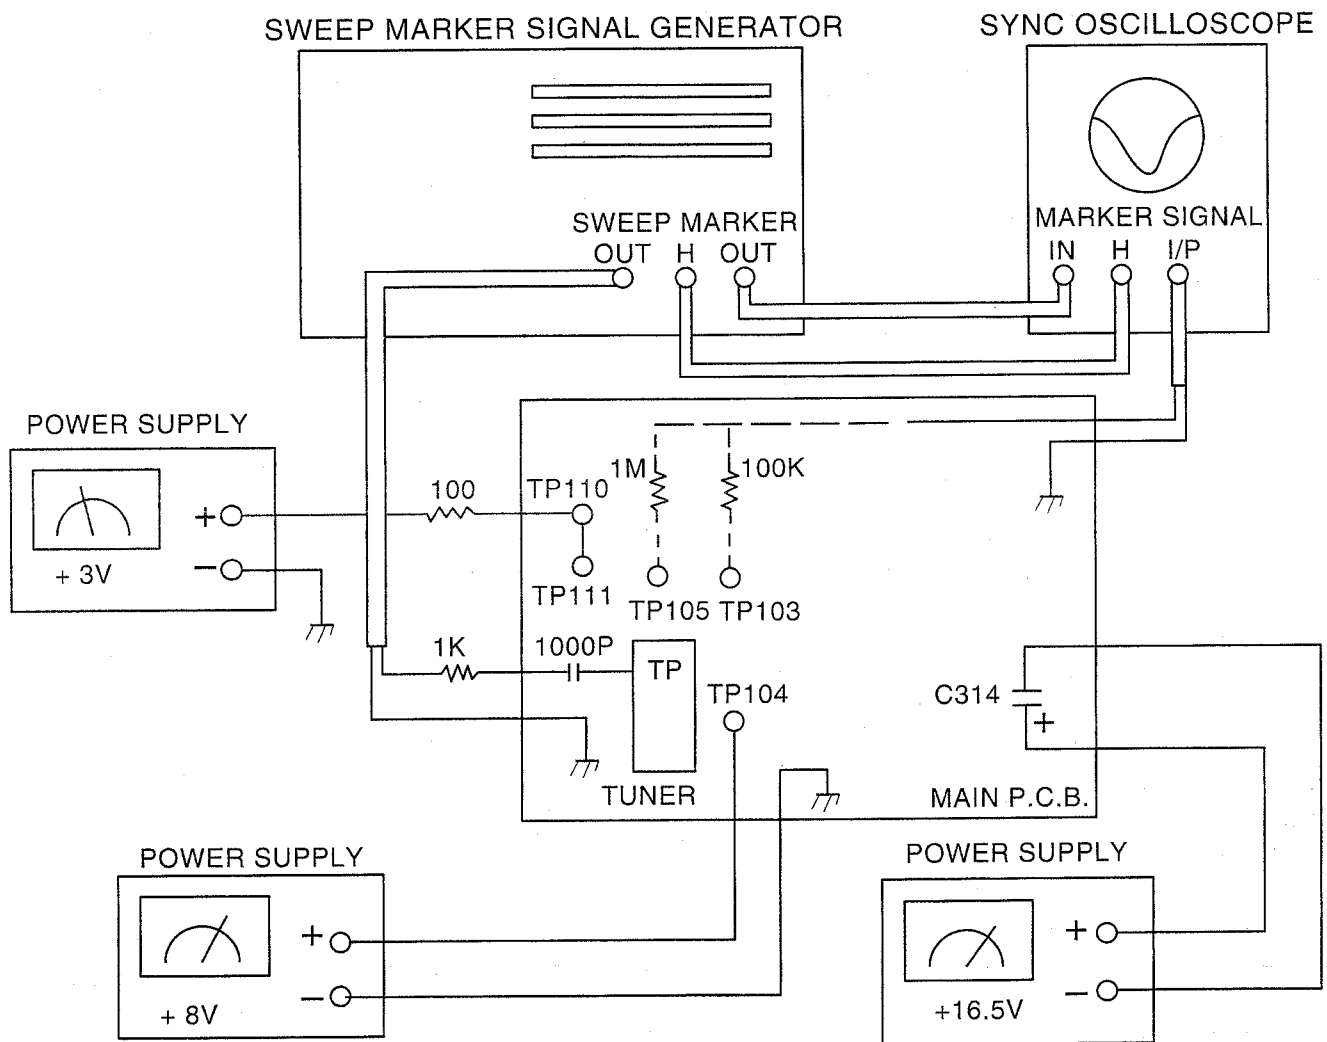 SWEEP MARKER SIGNAL GENERATOR
SYNC OSCILLOSCOPE
SWEEP MARKER
OUT H OUT
MARKER SIGNAL
IN H I/P
POWER SUPPLY
+
−
+ 3V
100
TP110
TP111
1M
100K
TP105
TP103
1K
1000P
TP
TUNER
TP104
C314
+
MAIN P.C.B.
POWER SUPPLY
+
−
+ 8V
POWER SUPPLY
+
−
+16.5V